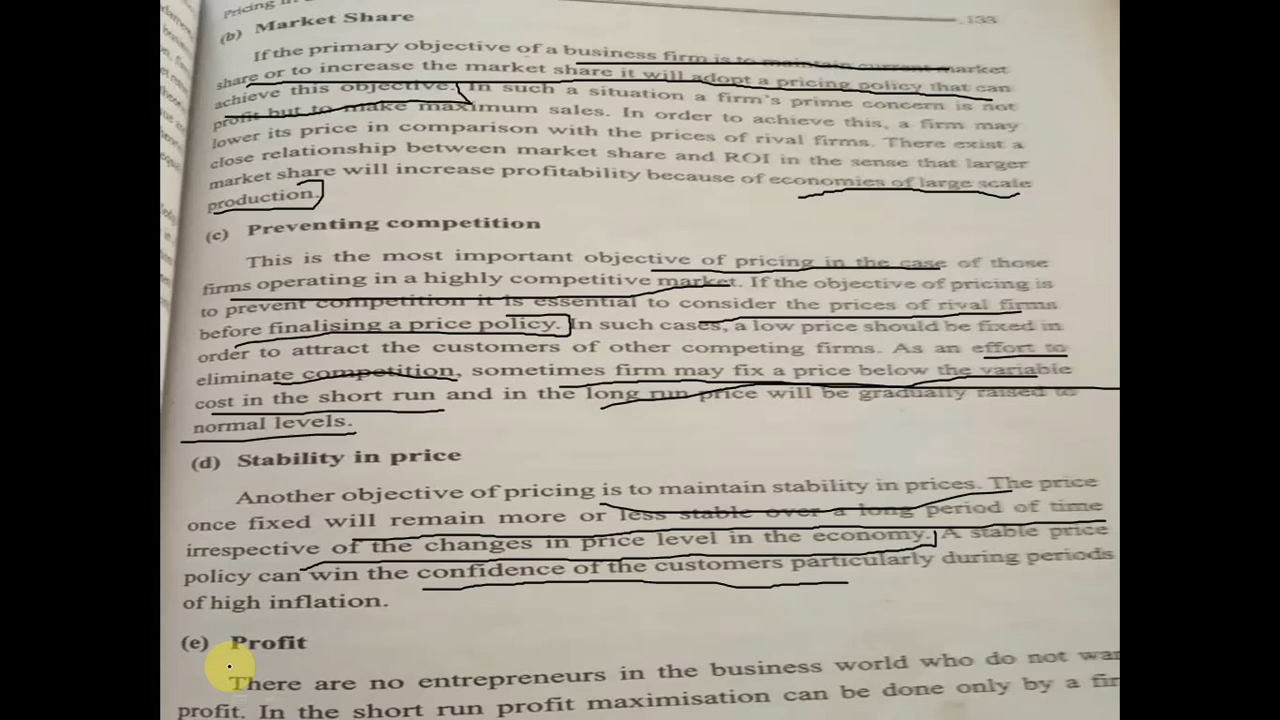 Pricing in
133
(b) Market Share
If the primary objective of a business firm is to maintain current market
share or to increase the market share it will adopt a pricing policy that can
achieve this objective. In such a situation a firm's prime concern is not
profit but to make maximum sales. In order to achieve this, a firm may
lower its price in comparison with the prices of rival firms. There exist a
close relationship between market share and ROI in the sense that larger
market share will increase profitability because of economies of large scale
production.
(c) Preventing competition
This is the most important objective of pricing in the case of those
firms operating in a highly competitive market. If the objective of pricing is
to prevent competition it is essential to consider the prices of rival firms
before finalising a price policy. In such cases, a low price should be fixed in
order to attract the customers of other competing firms. As an effort to
eliminate competition, sometimes firm may fix a price below the variable
cost in the short run and in the long run price will be gradually raised to
normal levels.
(d) Stability in price
Another objective of pricing is to maintain stability in prices. The price
once fixed will remain more or less stable over a long period of time
irrespective of the changes in price level in the economy. A stable price
policy can win the confidence of the customers particularly during periods
of high inflation.
(e) Profit
There are no entrepreneurs in the business world who do not
profit. In the short run profit maximisation can be done only by a